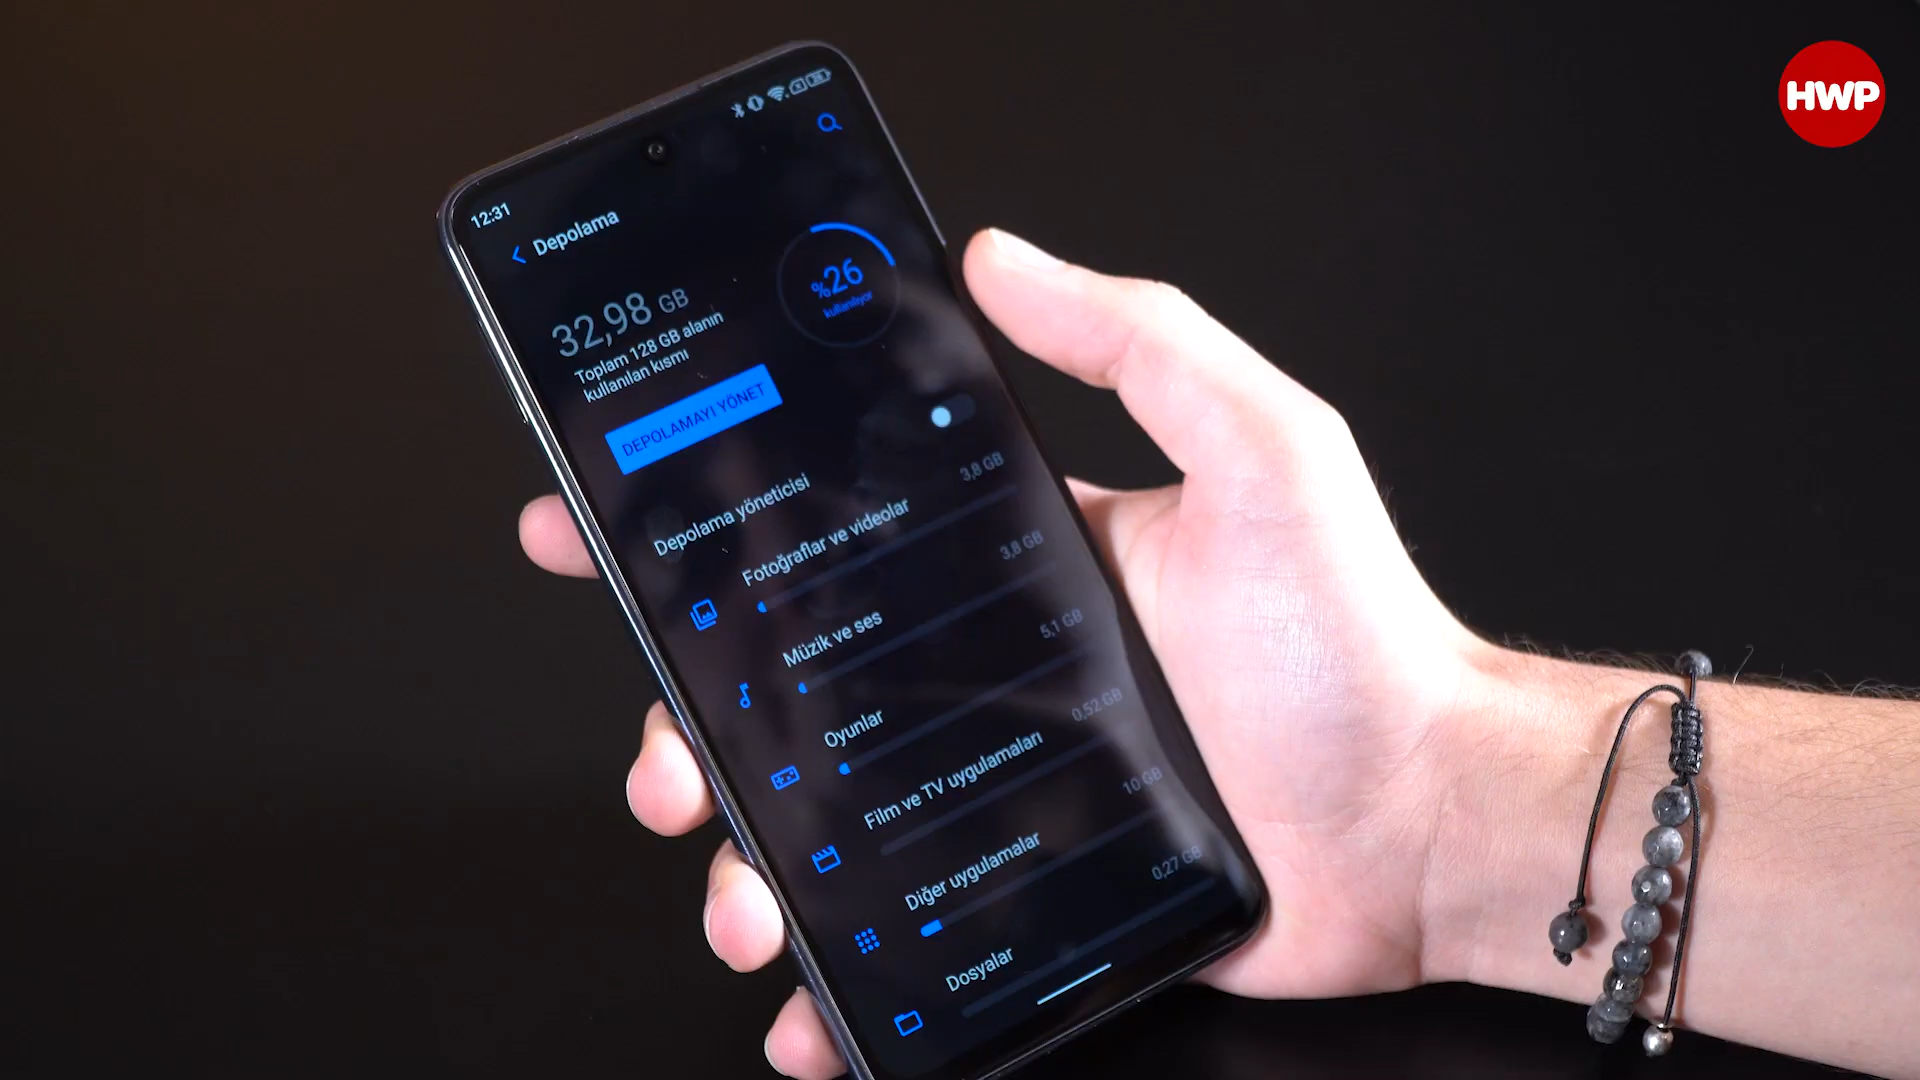 HWP
12:31
Depolama
32,98 GB
Toplam 128 GB alanın
kullanılan kısmı
%26
kullanılıyor
DEPOLAMAYI YÖNET
Depolama yöneticisi
Fotoğraflar ve videolar
3,8 GB
Müzik ve ses
3,8 GB
Oyunlar
5,1 GB
Film ve TV uygulamaları
0,52 GB
Diğer uygulamalar
10 GB
Dosyalar
0,27 GB